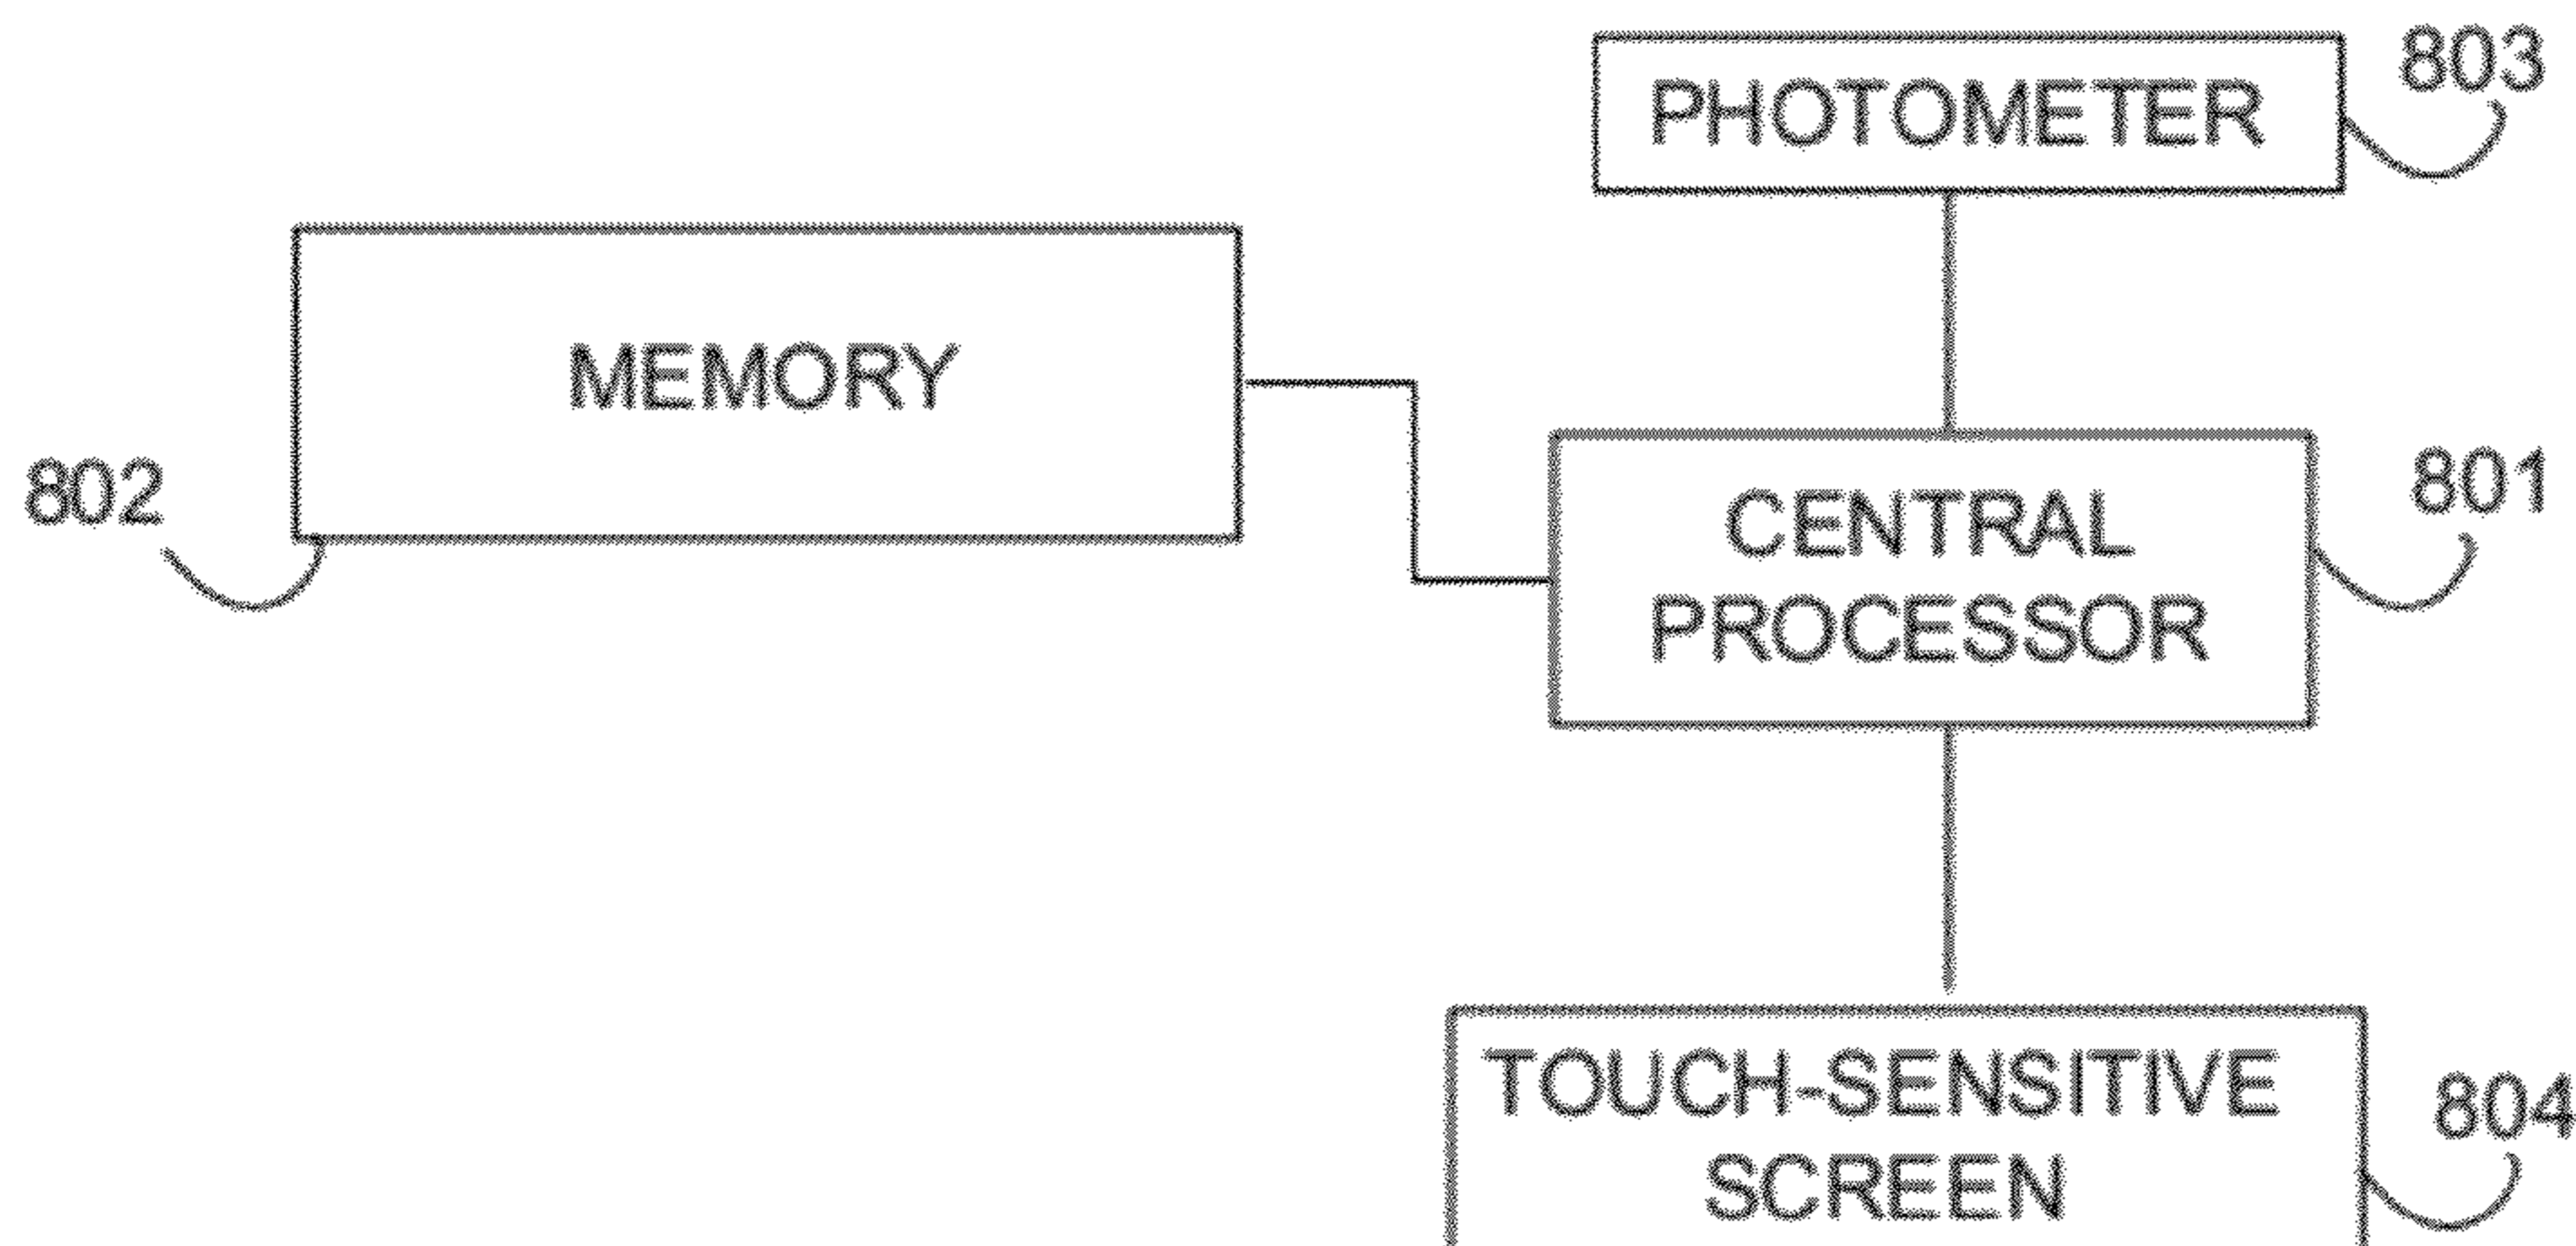 PHOTOMETER
803
MEMORY
802
CENTRAL
PROCESSOR
801
TOUCH-SENSITIVE
SCREEN
804